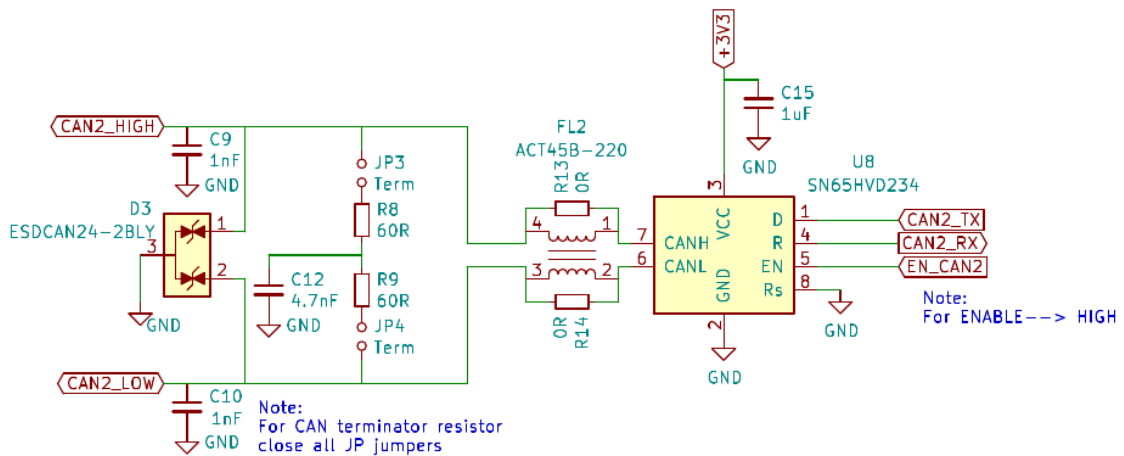 +3V3
C15
1uF
GND
CAN2_HIGH
C9
1nF
GND
JP3
Term
FL2
ACT45B-220
R13
0R
U8
SN65HVD234
D3
ESDCAN24-2BLY
1
3
2
GND
R8
60R
C12
4.7nF
GND
R9
60R
JP4
Term
4
1
3
2
0R
R14
7
CANH
6
CANL
3
VCC
GND
2
GND
D
1
CAN2_TX
R
4
CAN2_RX
EN
5
EN_CAN2
Rs
8
GND
Note:
For ENABLE--> HIGH
CAN2_LOW
C10
1nF
GND
Note:
For CAN terminator resistor
close all JP jumpers